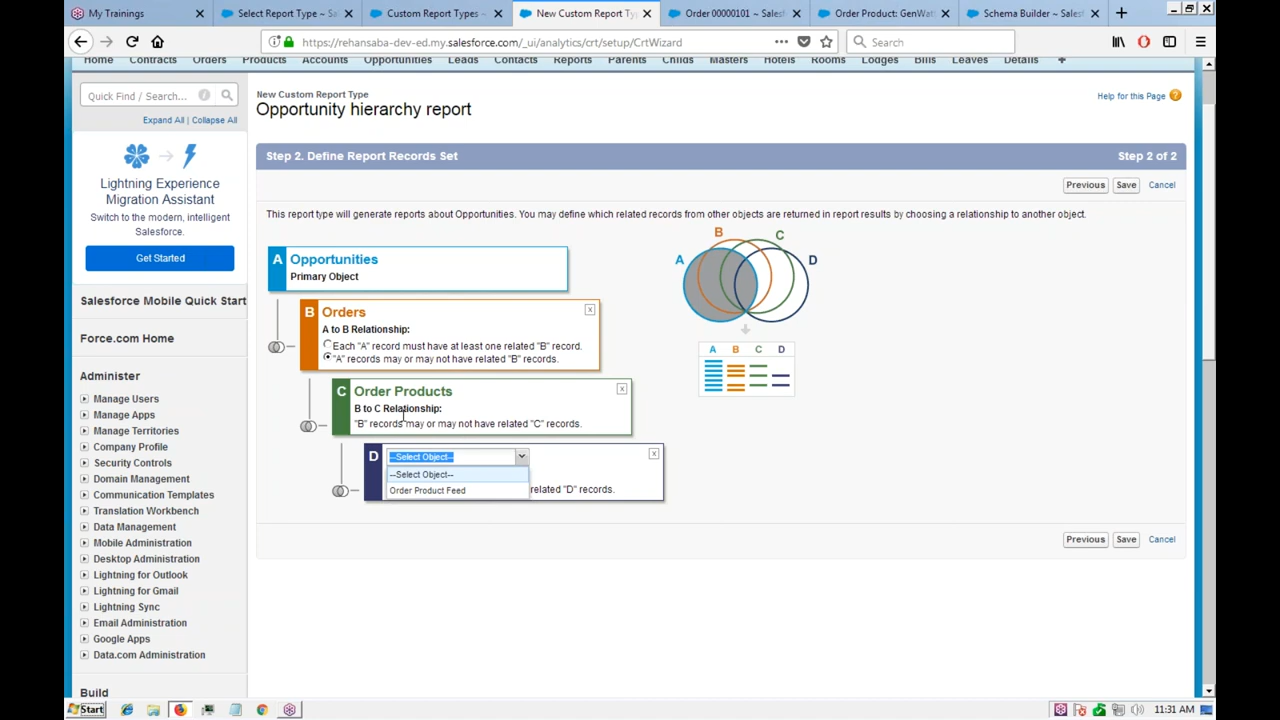 My Trainings
Select Report Type ~ Sal
Custom Report Types ~
New Custom Report Ty
Order 00000101 ~ Sales
Order Product: GenWatt
Schema Builder ~ Salesfo
https://rehansaba-dev-ed.my.salesforce.com/_ui/analytics/crt/setup/CrtWizard
Search
Home Contracts Orders Products Accounts Opportunities Leads Contacts Reports Parents Childs Masters Hotels Rooms Lodges Bills Leaves Details +
Quick Find / Search...
Expand All | Collapse All
Lightning Experience
Migration Assistant
Switch to the modern, intelligent
Salesforce.
Get Started
Salesforce Mobile Quick Start
Force.com Home
Administer
Manage Users
Manage Apps
Manage Territories
Company Profile
Security Controls
Domain Management
Communication Templates
Translation Workbench
Data Management
Mobile Administration
Desktop Administration
Lightning for Outlook
Lightning for Gmail
Lightning Sync
Email Administration
Google Apps
Data.com Administration
Build
New Custom Report Type
Opportunity hierarchy report
Help for this Page
Step 2. Define Report Records Set
Step 2 of 2
Previous Save Cancel
This report type will generate reports about Opportunities. You may define which related records from other objects are returned in report results by choosing a relationship to another object.
A Opportunities
Primary Object
B Orders
A to B Relationship:
Each "A" record must have at least one related "B" record.
"A" records may or may not have related "B" records.
C Order Products
B to C Relationship:
"B" records may or may not have related "C" records.
D --Select Object--
--Select Object--
Order Product Feed
related "D" records.
A B C D
A B C D
Previous Save Cancel
Start
11:31 AM